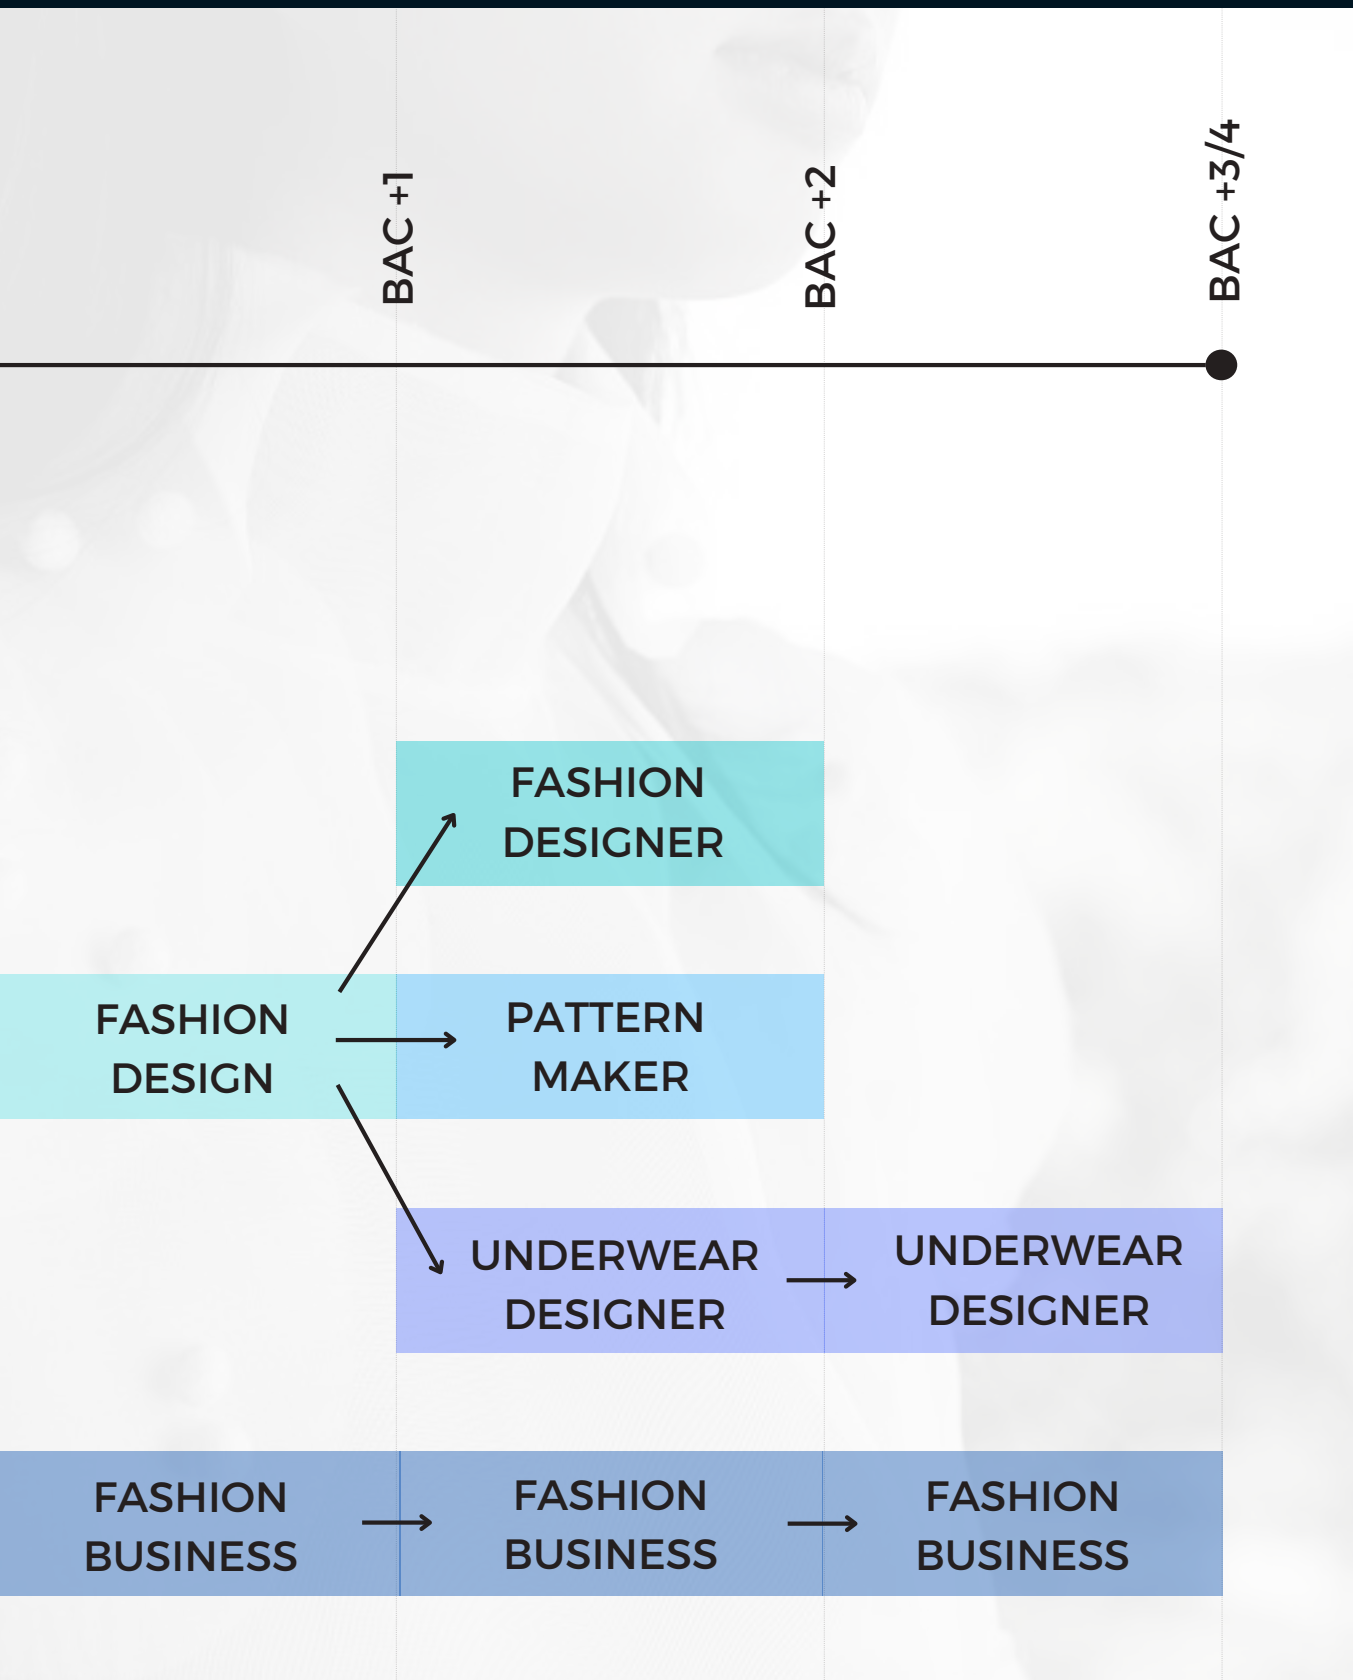 BAC +1
BAC +2
BAC +3/4
FASHION
DESIGNER
FASHION
DESIGN
PATTERN
MAKER
UNDERWEAR
DESIGNER
UNDERWEAR
DESIGNER
FASHION
BUSINESS
FASHION
BUSINESS
FASHION
BUSINESS